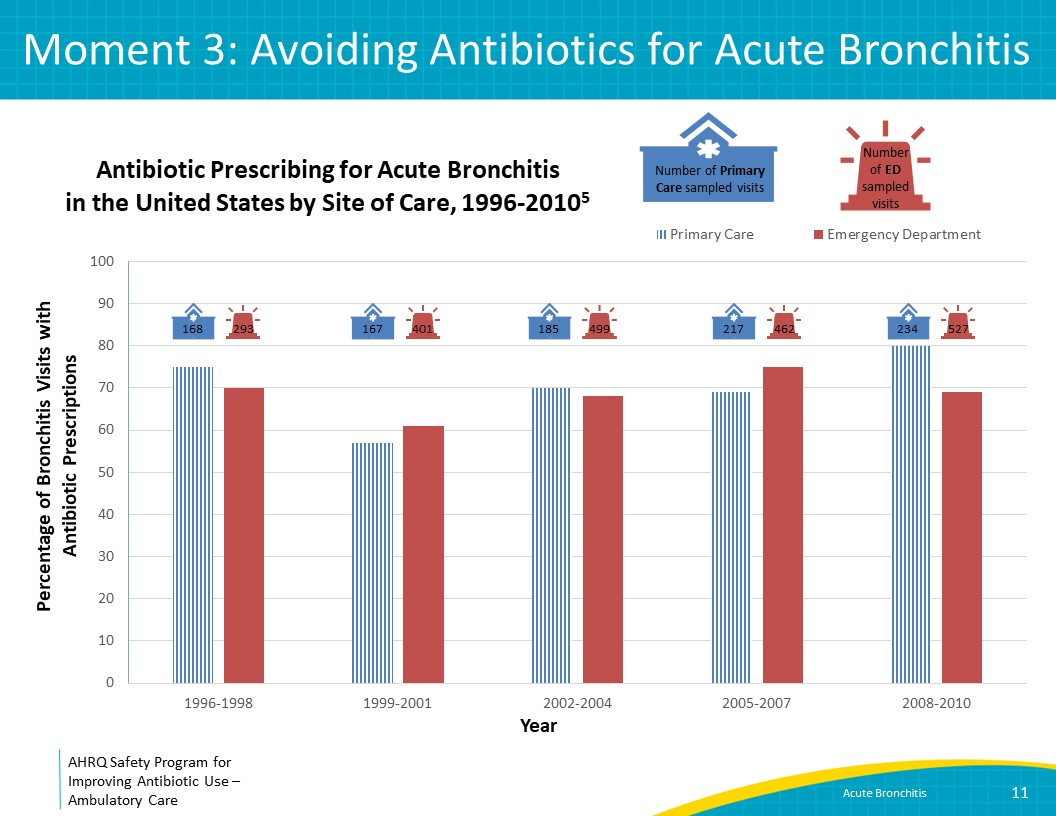 Moment 3: Avoiding Antibiotics for Acute Bronchitis
Antibiotic Prescribing for Acute Bronchitis
in the United States by Site of Care, 1996-2010⁵
Number of Primary
Care sampled visits
Number
of ED
sampled
visits
Primary Care
Emergency Department
Percentage of Bronchitis Visits with
Antibiotic Prescriptions
100
90
80
70
60
50
40
30
20
10
0
168
293
167
401
185
499
217
462
234
527
1996-1998
1999-2001
2002-2004
2005-2007
2008-2010
Year
AHRQ Safety Program for
Improving Antibiotic Use –
Ambulatory Care
Acute Bronchitis
11